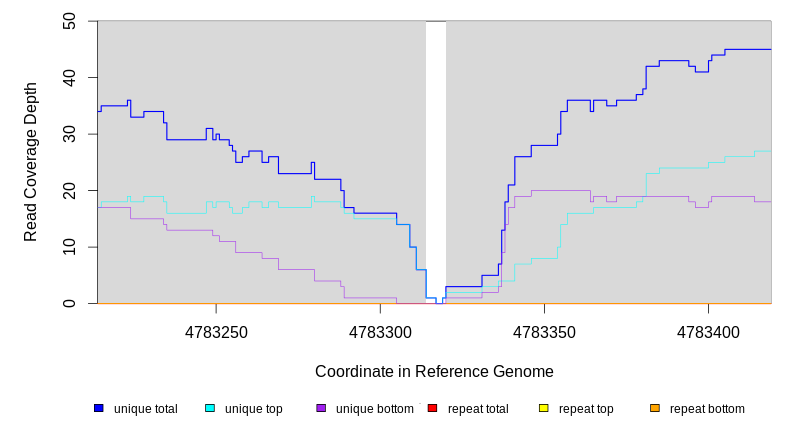 Read Coverage Depth
50
40
30
20
10
0
4783250 4783300 4783350 4783400
Coordinate in Reference Genome
unique total unique top unique bottom repeat total repeat top repeat bottom